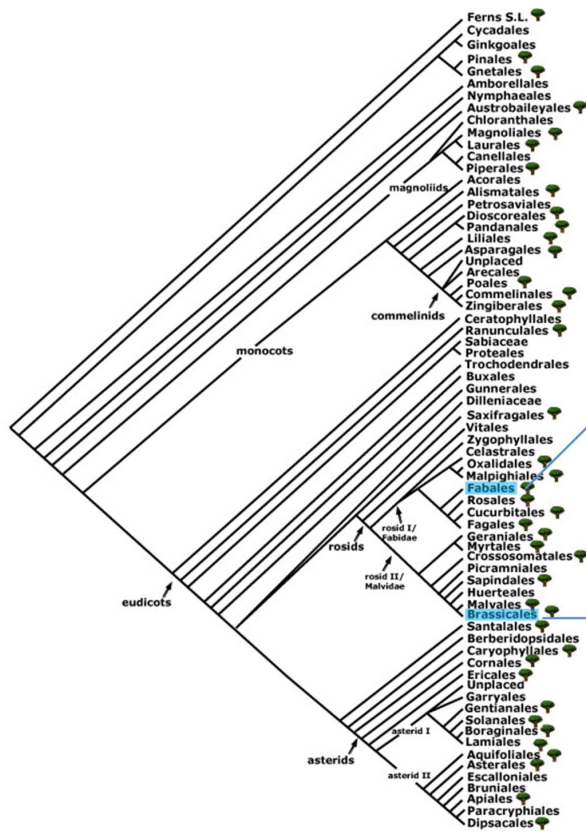 Ferns S.L.
Cycadales
Ginkgoales
Pinales
Gnetales
Amborellales
Nymphaeales
Austrobaileyales
Chloranthales
Magnoliales
Laurales
Canellales
Piperales
magnoliids
Acorales
Alismatales
Petrosaviales
Dioscoreales
Pandanales
Liliales
Asparagales
Unplaced
Arecales
Poales
Commelinales
Zingiberales
commelinids
monocots
Ceratophyllales
Ranunculales
Sabiaceae
Proteales
Trochodendrales
Buxales
Gunnerales
Dilleniaceae
Saxifragales
Vitales
Zygophyllales
Celastrales
Oxalidales
Malpighiales
Fabales
Rosales
Cucurbitales
Fagales
rosid I/
Fabidae
rosids
Geraniales
Myrtales
Crossosomatales
Picramniales
Sapindales
Huerteales
Malvales
Brassicales
rosid II/
Malvidae
eudicots
Santalales
Berberidopsidales
Caryophyllales
Cornales
Ericales
Unplaced
Garryales
Gentianales
Solanales
Boraginales
Lamiales
asterid I
asterids
Aquifoliales
Asterales
Escalloniales
Bruniales
Apiales
Paracryphiales
Dipsacales
asterid II